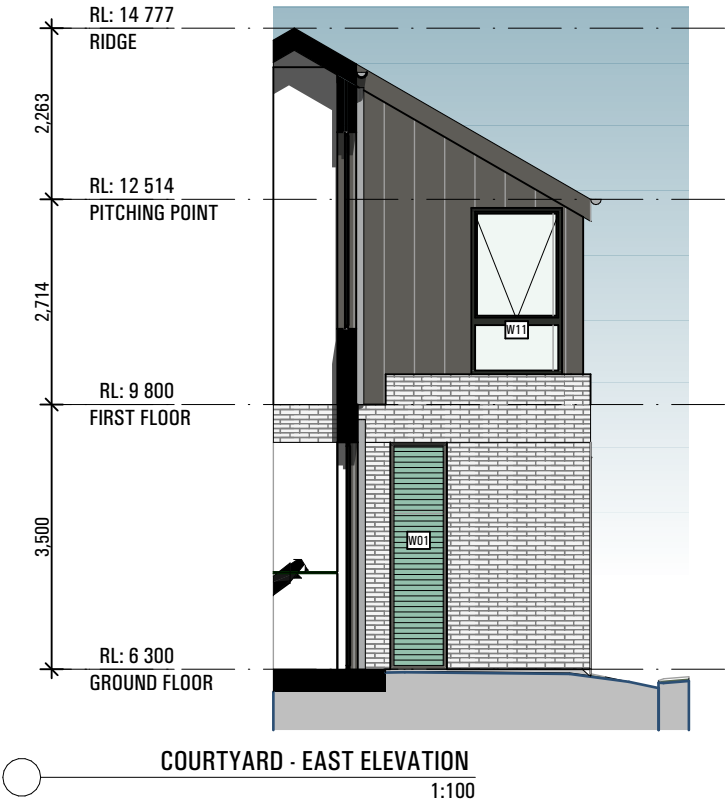 RL: 14 777
RIDGE
2,263
RL: 12 514
PITCHING POINT
2,714
W11
RL: 9 800
FIRST FLOOR
3,500
W01
RL: 6 300
GROUND FLOOR
COURTYARD - EAST ELEVATION
1:100